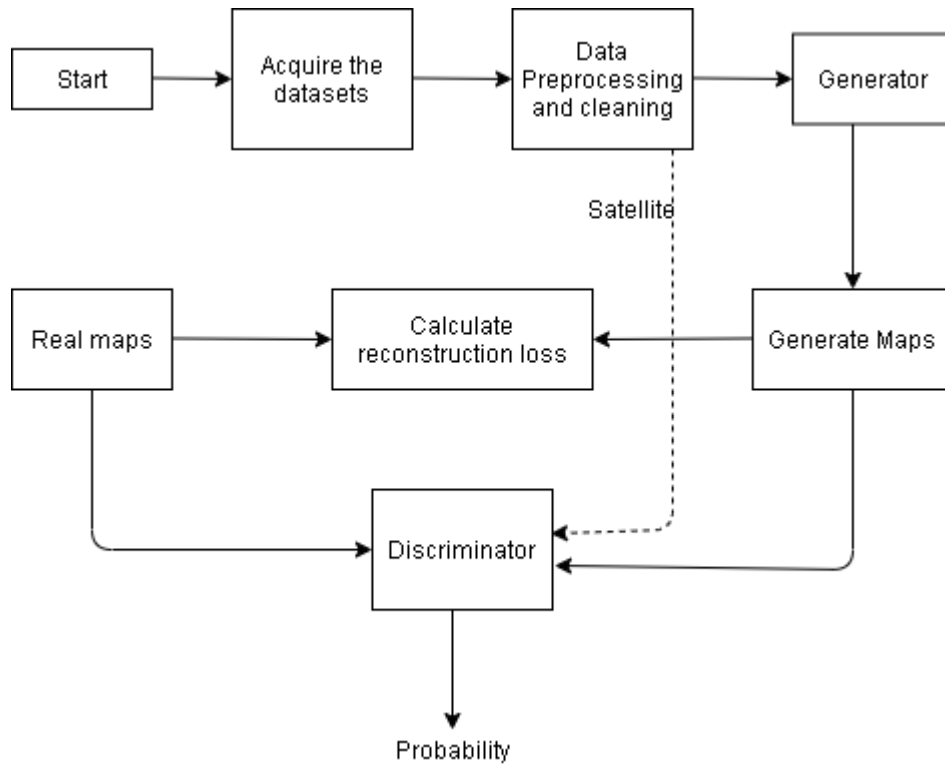 Start
Acquire the
datasets
Data
Preprocessing
and cleaning
Generator
Satellite
Real maps
Calculate
reconstruction loss
Generate Maps
Discriminator
Probability